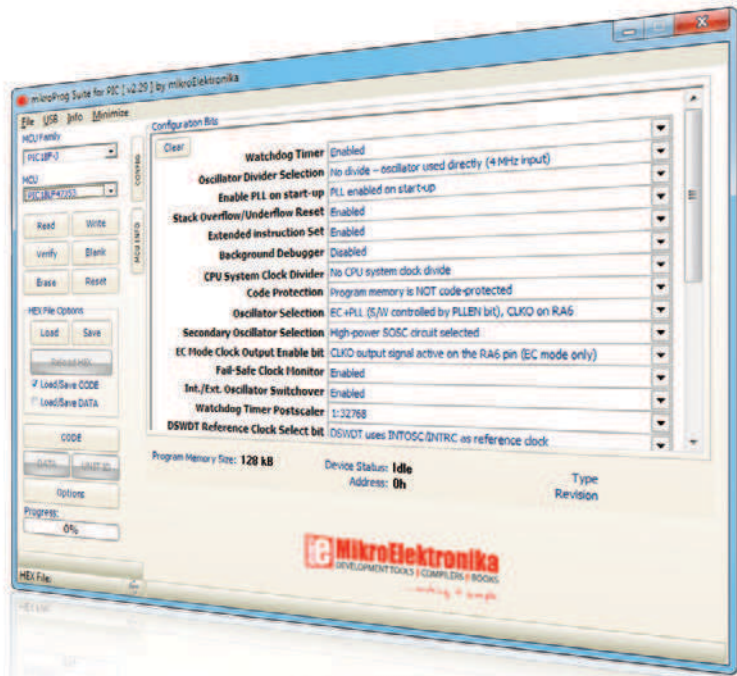 mikroProg Suite for PIC [ v2.29 ] by mikroElektronika
File USB Info Minimize
MCU Family
PIC18F-J
MCU
Read Write
Verify Blank
Erase Reset
HEX File Options
Load Save
Reload HEX
Load/Save CODE
Load/Save DATA
CODE
DATA UNIT ID
Options
Progress:
0%
HEX File:
CONFIG
MCU INFO
Configuration Bits
Clear
Watchdog Timer Enabled
Oscillator Divider Selection No divide – oscillator used directly (4 MHz input)
Enable PLL on start-up PLL enabled on start-up
Stack Overflow/Underflow Reset Enabled
Extended instruction Set Enabled
Background Debugger Disabled
CPU System Clock Divider No CPU system clock divide
Code Protection Program memory is NOT code-protected
Oscillator Selection EC+PLL (S/W controlled by PLLEN bit), CLKO on RA6
Secondary Oscillator Selection High-power SOSC circuit selected
EC Mode Clock Output Enable bit CLKO output signal active on the RA6 pin (EC mode only)
Fail-Safe Clock Monitor Enabled
Int./Ext. Oscillator Switchover Enabled
Watchdog Timer Postscaler 1:32768
DSWDT Reference Clock Select bit DSWDT uses INTOSC/INTRC as reference clock
Program Memory Size: 128 kB
Device Status: Idle
Address: 0h
Type
Revision
MikroElektronika
DEVELOPMENT TOOLS | COMPILERS | BOOKS